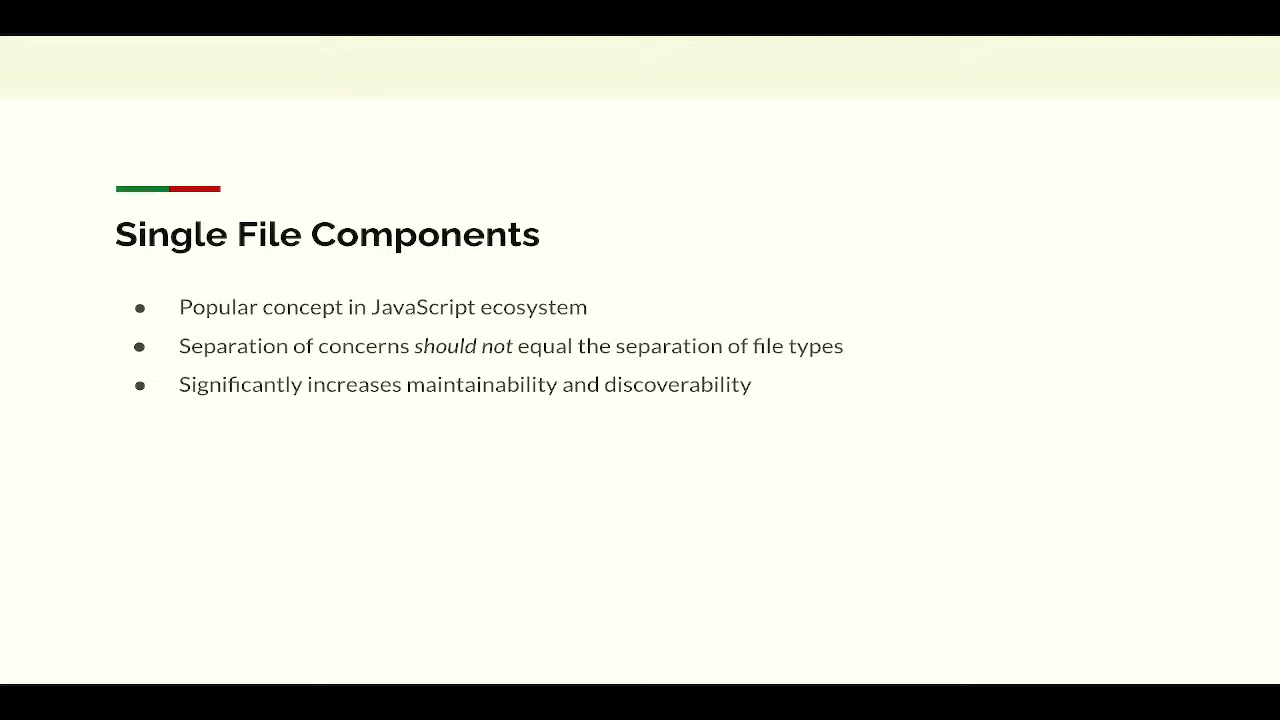 Single File Components
● Popular concept in JavaScript ecosystem
● Separation of concerns should not equal the separation of file types
● Significantly increases maintainability and discoverability